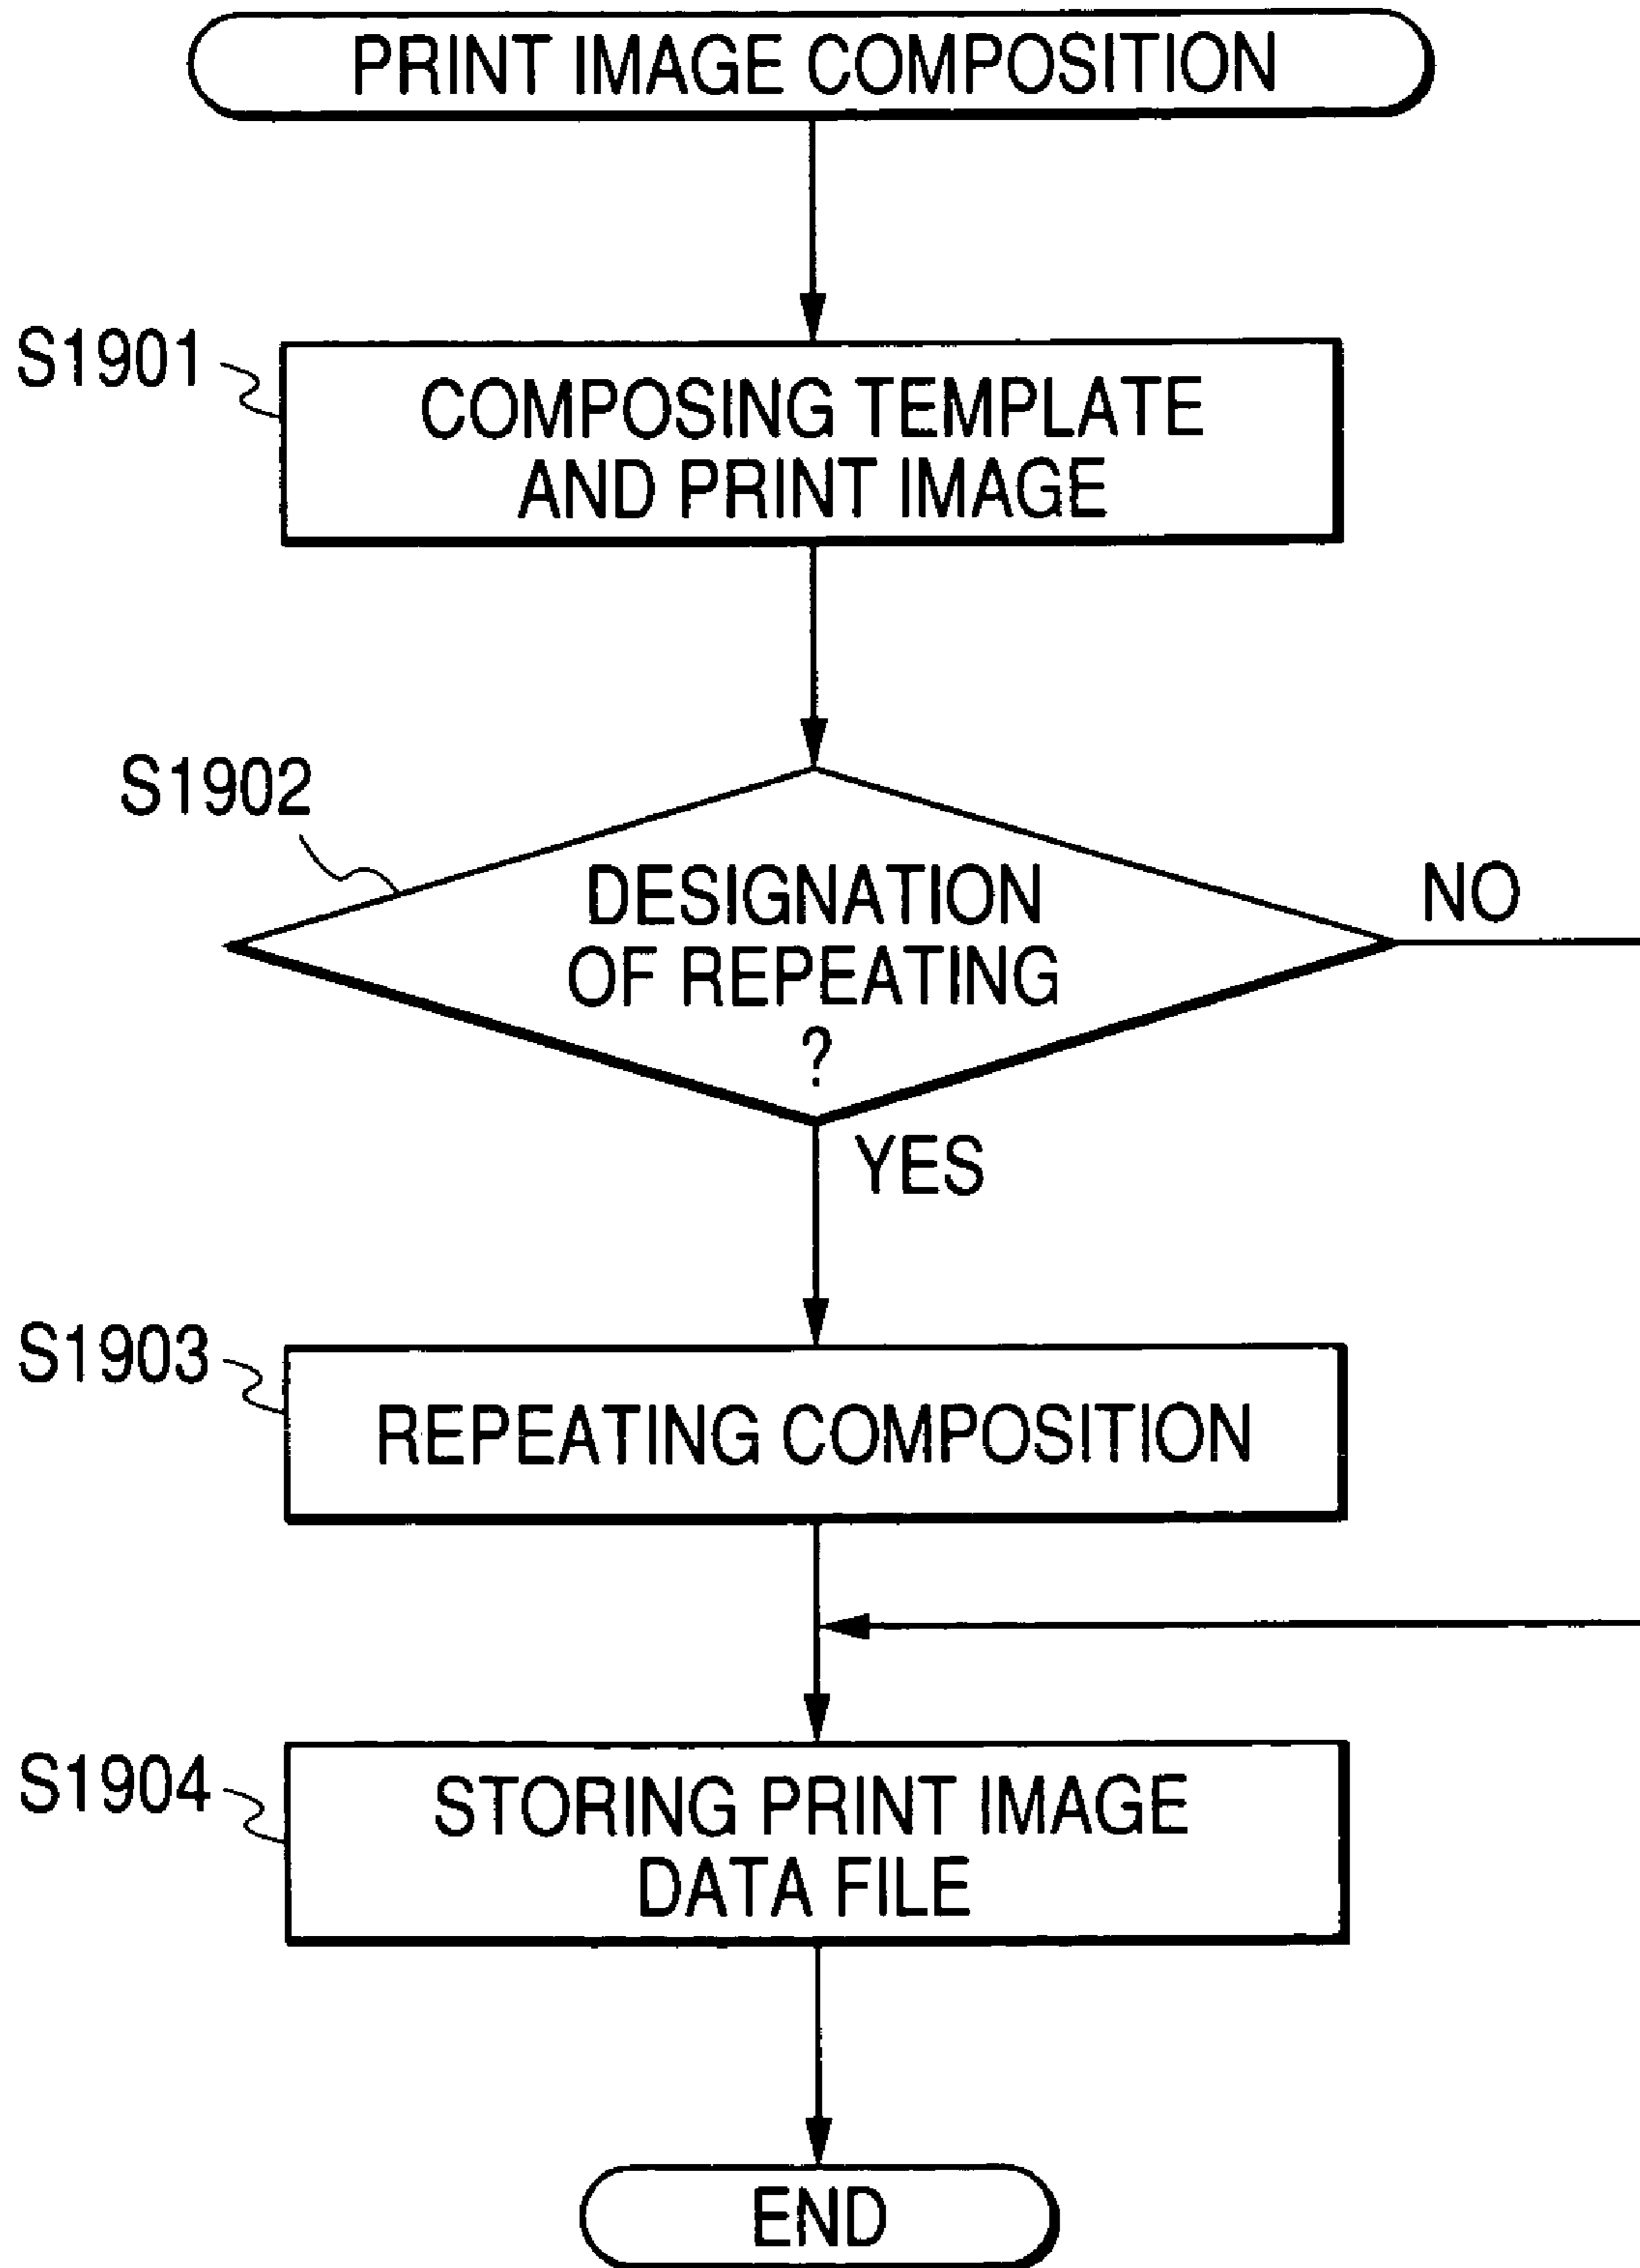 PRINT IMAGE COMPOSITION
S1901
COMPOSING TEMPLATE
AND PRINT IMAGE
S1902
DESIGNATION
OF REPEATING
?
NO
YES
S1903
REPEATING COMPOSITION
S1904
STORING PRINT IMAGE
DATA FILE
END